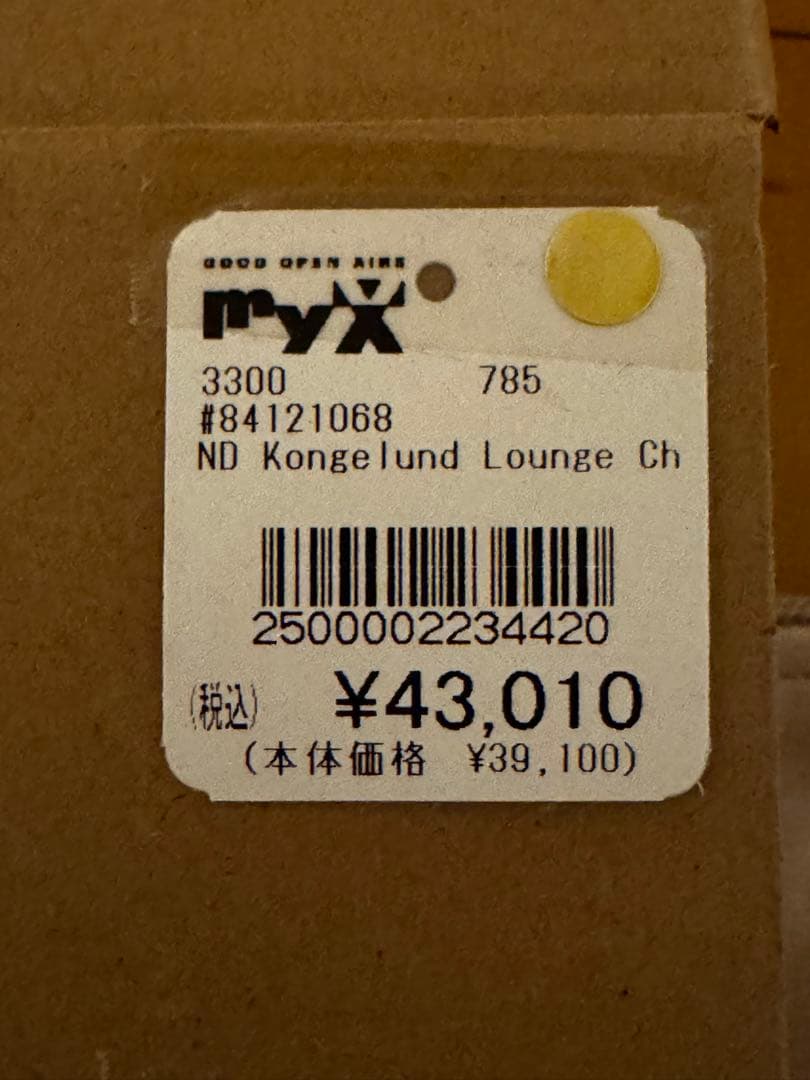 GOOD OPEN AIRS
myX
3300 785
#84121068
ND Kongelund Lounge Ch
2500002234420
(税込) ¥43,010
(本体価格 ¥39,100)